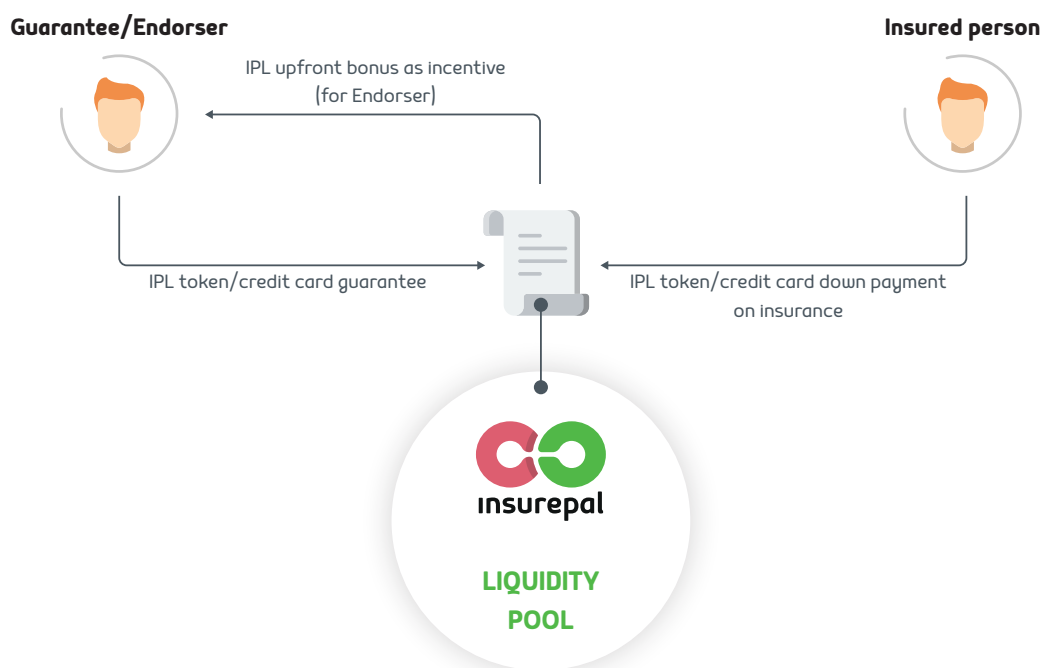 Guarantee/Endorser
Insured person
IPL upfront bonus as incentive
(for Endorser)
IPL token/credit card guarantee
IPL token/credit card down payment
on insurance
insurepal
LIQUIDITY
POOL